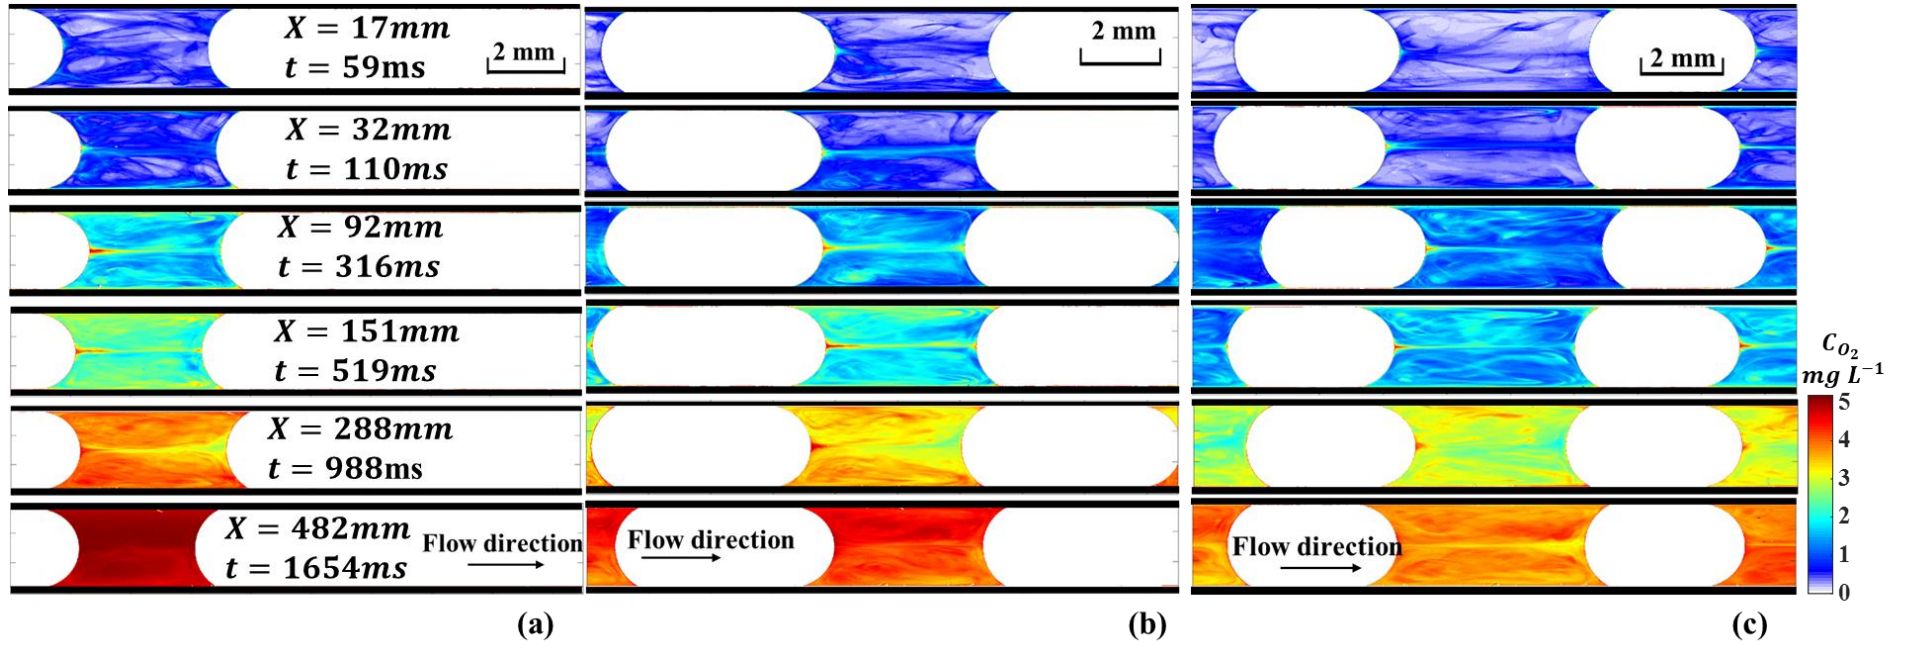 X = 17mm
t = 59ms
2 mm
2 mm
2 mm
X = 32mm
t = 110ms
X = 92mm
t = 316ms
X = 151mm
t = 519ms
X = 288mm
t = 988ms
X = 482mm
t = 1654ms
Flow direction
Flow direction
Flow direction
C_{O_2}
mg L^{-1}
5
4
3
2
1
0
(a)
(b)
(c)